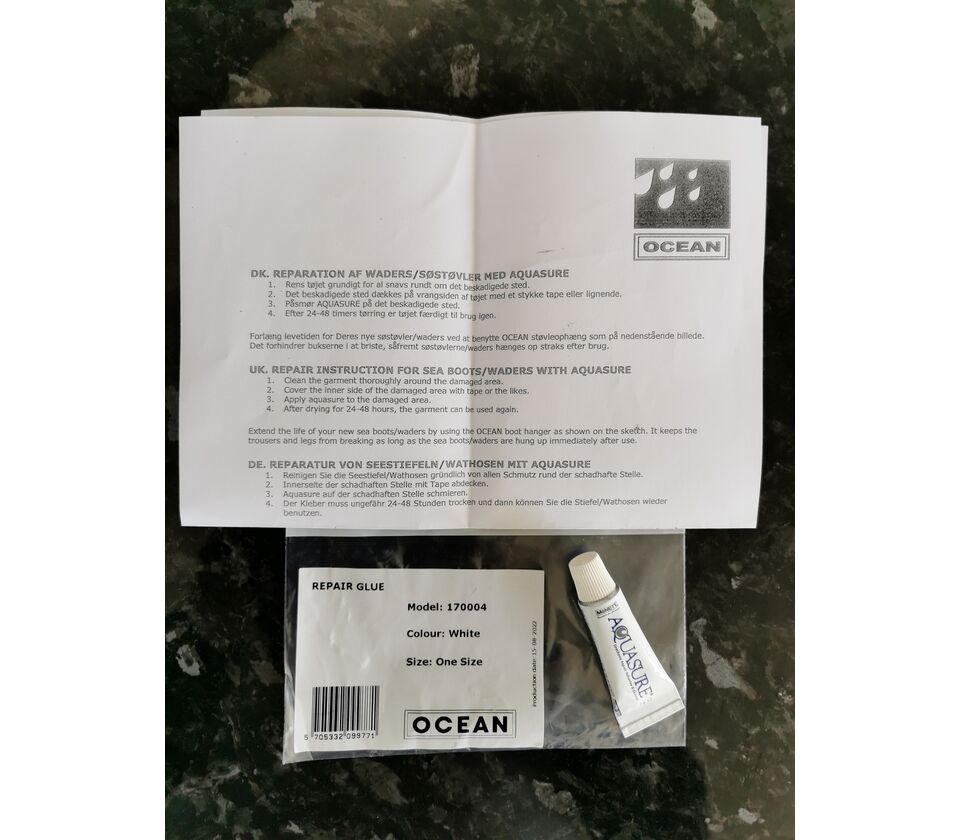 OCEAN
DK. REPARATION AF WADERS/SØSTØVLER MED AQUASURE
1. Rens tøjet grundigt for al snavs rundt om det beskadigede sted.
2. Det beskadigede sted dækkes på vrangsiden af tøjet med et stykke tape eller lignende.
3. Påsmør AQUASURE på det beskadigede sted.
4. Efter 24-48 timers tørring er tøjet færdigt til brug igen.
Forlæng levetiden for Deres nye søstøvler/waders ved at benytte OCEAN støvleophæng som på nedenstående billede.
Det forhindrer bukserne i at briste, såfremt søstøvlerne/waders hænges op straks efter brug.
UK. REPAIR INSTRUCTION FOR SEA BOOTS/WADERS WITH AQUASURE
1. Clean the garment thoroughly around the damaged area.
2. Cover the inner side of the damaged area with tape or the likes.
3. Apply aquasure to the damaged area.
4. After drying for 24-48 hours, the garment can be used again.
Extend the life of your new sea boots/waders by using the OCEAN boot hanger as shown on the sketch. It keeps the
trousers and legs from breaking as long as the sea boots/waders are hung up immediately after use.
DE. REPARATUR VON SEESTIEFELN/WATHOSEN MIT AQUASURE
1. Reinigen Sie die Seestiefel/Wathosen gründlich von allen Schmutz rund der schadhafte Stelle.
2. Innerseite der schadhaften Stelle mit Tape abdecken.
3. Aquasure auf der schadhaften Stelle schmieren.
4. Der Kleber muss ungefähr 24-48 Stunden trocken und dann können Sie die Stiefel/Wathosen wieder
benutzen.
REPAIR GLUE
Model: 170004
Colour: White
Size: One Size
Production date: 15-08-2022
5 705332 099771
OCEAN
McNETT
AQUASURE